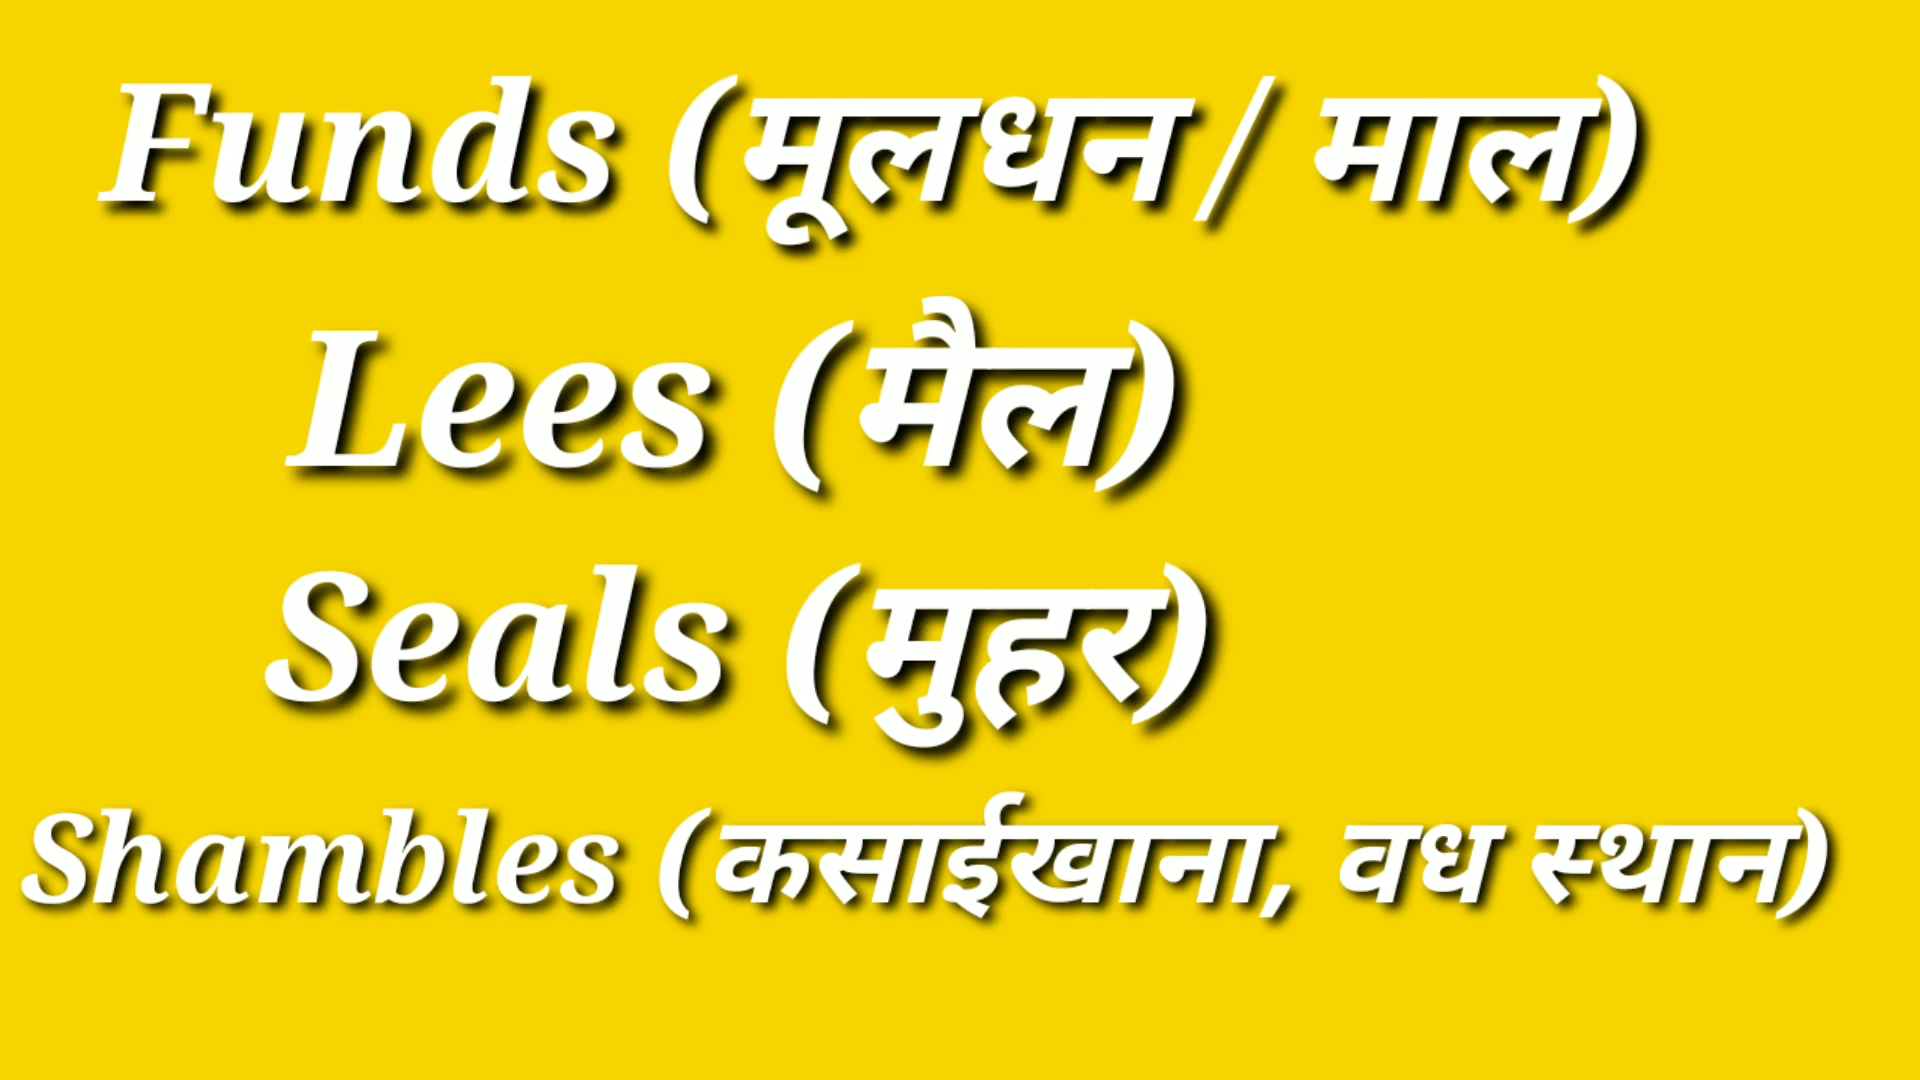 Funds (मूलधन / माल)
Lees (मैल)
Seals (मुहर)
Shambles (कसाईखाना, वध स्थान)